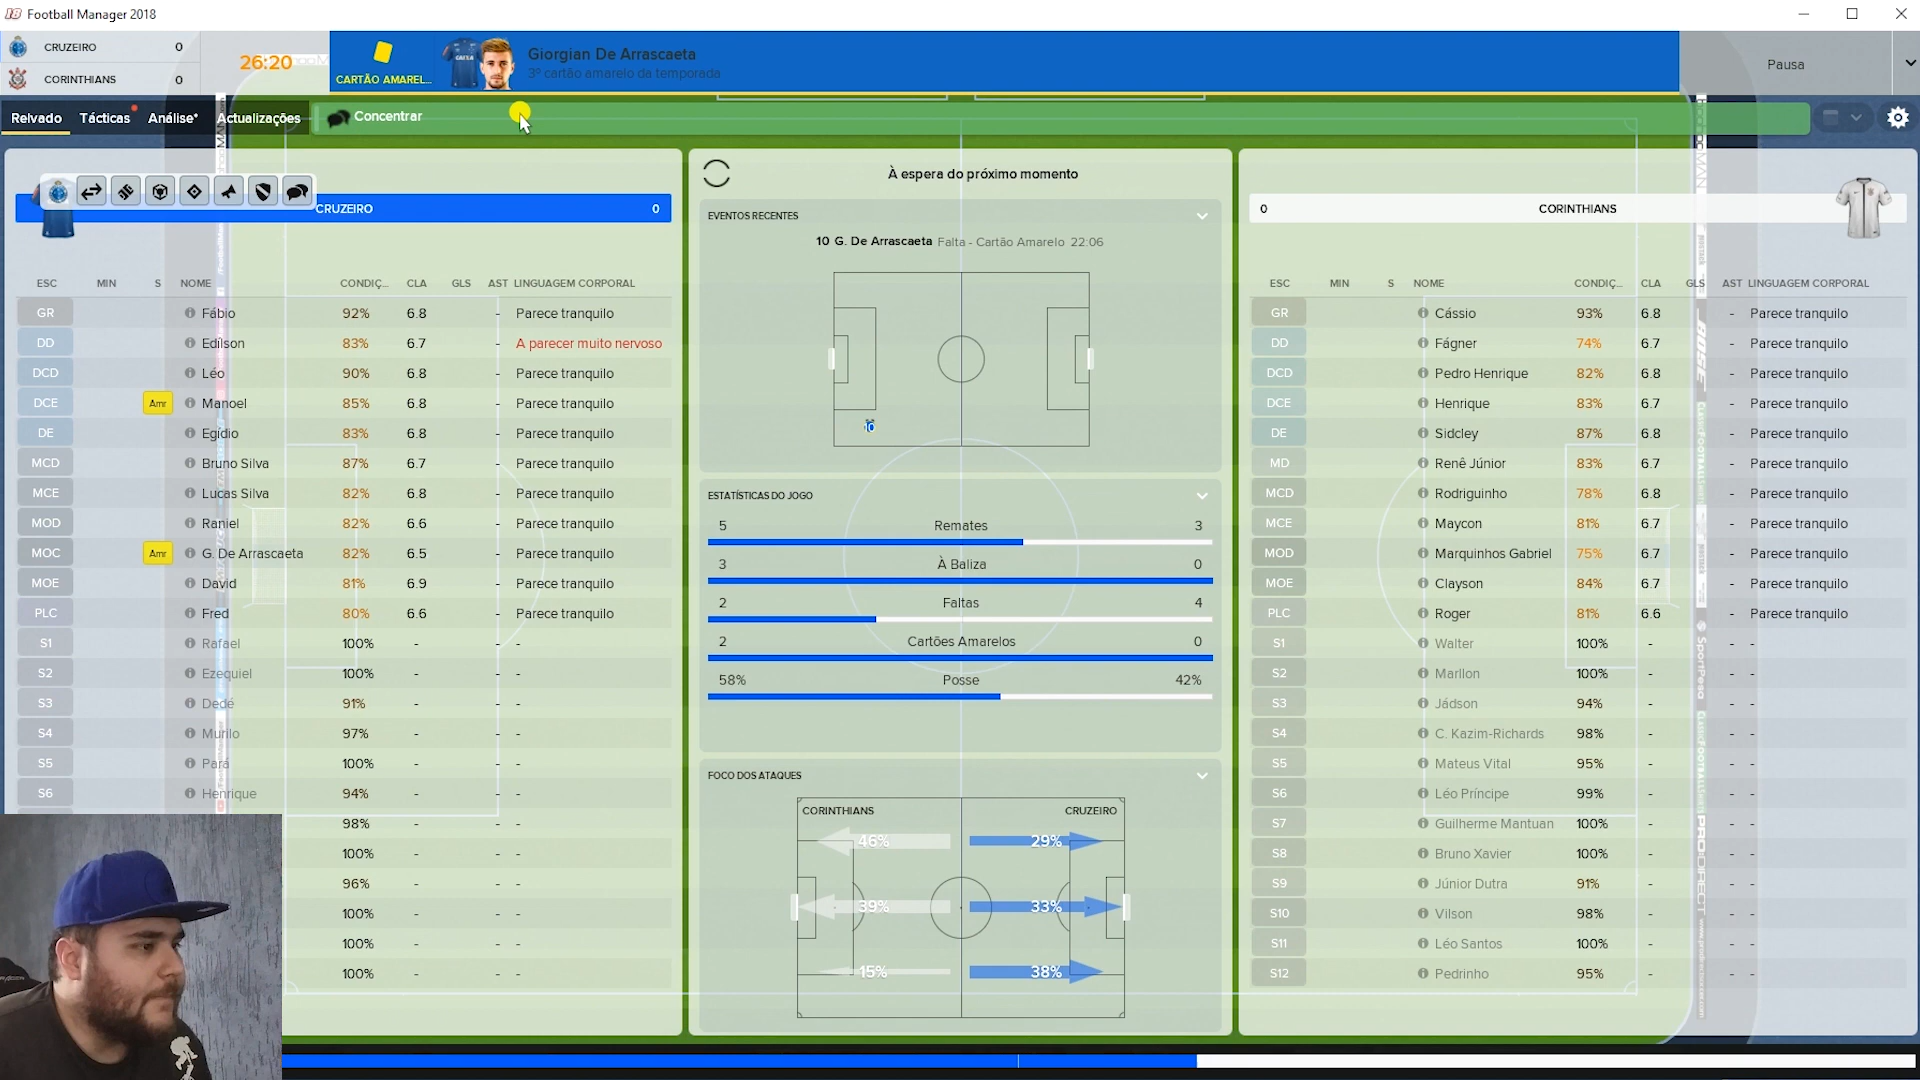 Football Manager 2018
CRUZEIRO 0
CORINTHIANS 0
26:20
CARTÃO AMAREL...
Giorgian De Arrascaeta
3º cartão amarelo da temporada
Pausa
Relvado Tácticas Análise* Actualizações
Concentrar
CRUZEIRO 0
ESC MIN S NOME CONDIÇ... CLA GLS AST LINGUAGEM CORPORAL
GR Fábio 92% 6.8 - Parece tranquilo
DD Edílson 83% 6.7 - A parecer muito nervoso
DCD Léo 90% 6.8 - Parece tranquilo
DCE Amr Manoel 85% 6.8 - Parece tranquilo
DE Egídio 83% 6.8 - Parece tranquilo
MCD Bruno Silva 87% 6.7 - Parece tranquilo
MCE Lucas Silva 82% 6.8 - Parece tranquilo
MOD Raniel 82% 6.6 - Parece tranquilo
MOC Amr G. De Arrascaeta 82% 6.5 - Parece tranquilo
MOE David 81% 6.9 - Parece tranquilo
PLC Fred 80% 6.6 - Parece tranquilo
S1 Rafael 100% - - -
S2 Ezequiel 100% - - -
S3 Dedé 91% - - -
S4 Murilo 97% - - -
S5 Pará 100% - - -
S6 Henrique 94% - - -
98% - - -
100% - - -
96% - - -
100% - - -
100% - - -
100% - - -
À espera do próximo momento
EVENTOS RECENTES
10 G. De Arrascaeta Falta - Cartão Amarelo 22:06
10
ESTATÍSTICAS DO JOGO
5 Remates 3
3 À Baliza 0
2 Faltas 4
2 Cartões Amarelos 0
58% Posse 42%
FOCO DOS ATAQUES
CORINTHIANS CRUZEIRO
46% 29%
39% 33%
15% 38%
0 CORINTHIANS
ESC MIN S NOME CONDIÇ... CLA GLS AST LINGUAGEM CORPORAL
GR Cássio 93% 6.8 - Parece tranquilo
DD Fágner 74% 6.7 - Parece tranquilo
DCD Pedro Henrique 82% 6.8 - Parece tranquilo
DCE Henrique 83% 6.7 - Parece tranquilo
DE Sidcley 87% 6.8 - Parece tranquilo
MD Renê Júnior 83% 6.7 - Parece tranquilo
MCD Rodriguinho 78% 6.8 - Parece tranquilo
MCE Maycon 81% 6.7 - Parece tranquilo
MOD Marquinhos Gabriel 75% 6.7 - Parece tranquilo
MOE Clayson 84% 6.7 - Parece tranquilo
PLC Roger 81% 6.6 - Parece tranquilo
S1 Walter 100% - - -
S2 Marllon 100% - - -
S3 Jádson 94% - - -
S4 C. Kazim-Richards 98% - - -
S5 Mateus Vital 95% - - -
S6 Léo Príncipe 99% - - -
S7 Guilherme Mantuan 100% - - -
S8 Bruno Xavier 100% - - -
S9 Júnior Dutra 91% - - -
S10 Vilson 98% - - -
S11 Léo Santos 100% - - -
S12 Pedrinho 95% - - -